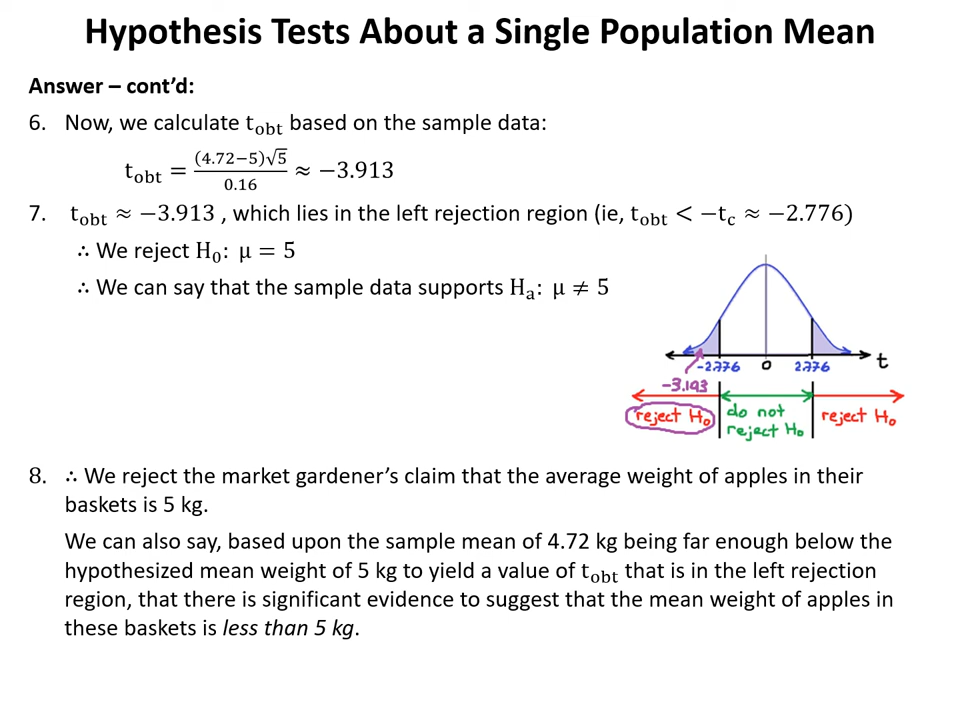 Hypothesis Tests About a Single Population Mean
Answer – cont’d:
6. Now, we calculate t_obt based on the sample data:
t_obt = (4.72−5)√5 / 0.16 ≈ −3.913
7. t_obt ≈ −3.913 , which lies in the left rejection region (ie, t_obt < −t_c ≈ −2.776)
∴ We reject H₀: μ = 5
∴ We can say that the sample data supports Hₐ: μ ≠ 5
-2.776 0 2.776 t
-3.193
reject H₀ do not reject H₀
reject H₀
8. ∴ We reject the market gardener’s claim that the average weight of apples in their
baskets is 5 kg.
We can also say, based upon the sample mean of 4.72 kg being far enough below the
hypothesized mean weight of 5 kg to yield a value of t_obt that is in the left rejection
region, that there is significant evidence to suggest that the mean weight of apples in
these baskets is less than 5 kg.